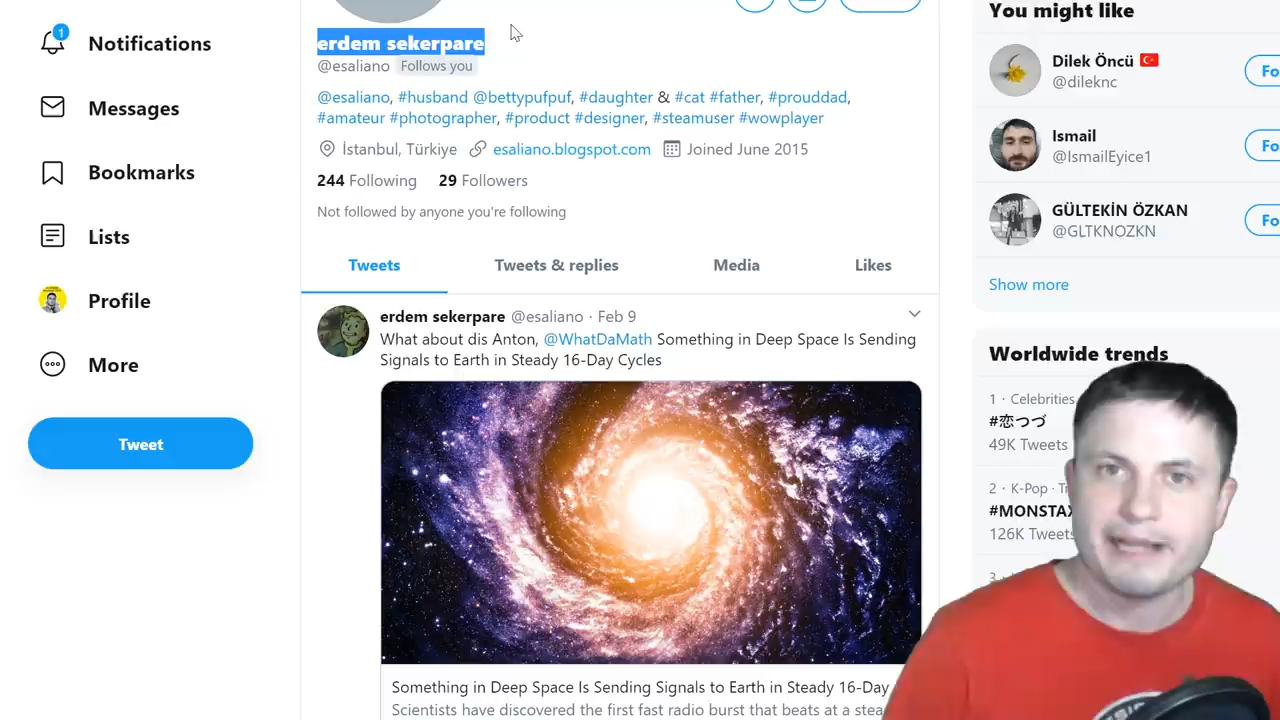 1
Notifications
Messages
Bookmarks
Lists
Profile
More
Tweet
erdem sekerpare
@esaliano Follows you
@esaliano, #husband @bettypufpuf, #daughter & #cat #father, #prouddad,
#amateur #photographer, #product #designer, #steamuser #wowplayer
İstanbul, Türkiye esaliano.blogspot.com Joined June 2015
244 Following 29 Followers
Not followed by anyone you're following
Tweets Tweets & replies Media Likes
erdem sekerpare @esaliano · Feb 9
What about dis Anton, @WhatDaMath Something in Deep Space Is Sending
Signals to Earth in Steady 16-Day Cycles
Something in Deep Space Is Sending Signals to Earth in Steady 16-Day
Scientists have discovered the first fast radio burst that beats at a
You might like
Dilek Öncü
@dileknc
Fo
Ismail
@IsmailEyice1
Fo
GÜLTEKİN ÖZKAN
@GLTKNOZKN
Fo
Show more
Worldwide trends
1 · Celebrities
#恋つづ
49K Tweets
2 · K-Pop ·
#MONSTAX
126K Tweets
3 ·